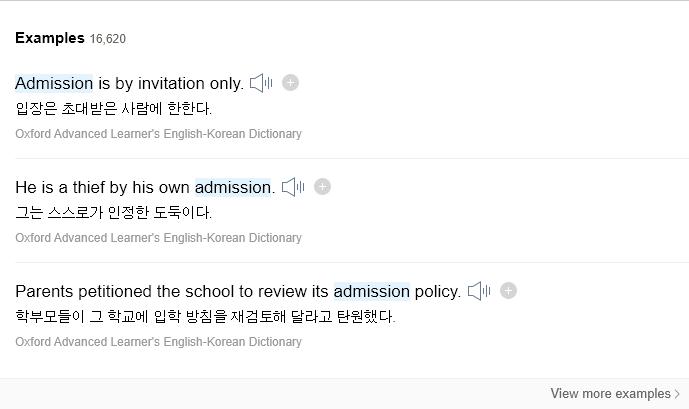 Examples 16,620
Admission is by invitation only.
입장은 초대받은 사람에 한한다.
Oxford Advanced Learner's English-Korean Dictionary
He is a thief by his own admission.
그는 스스로가 인정한 도둑이다.
Oxford Advanced Learner's English-Korean Dictionary
Parents petitioned the school to review its admission policy.
학부모들이 그 학교에 입학 방침을 재검토해 달라고 탄원했다.
Oxford Advanced Learner's English-Korean Dictionary
View more examples